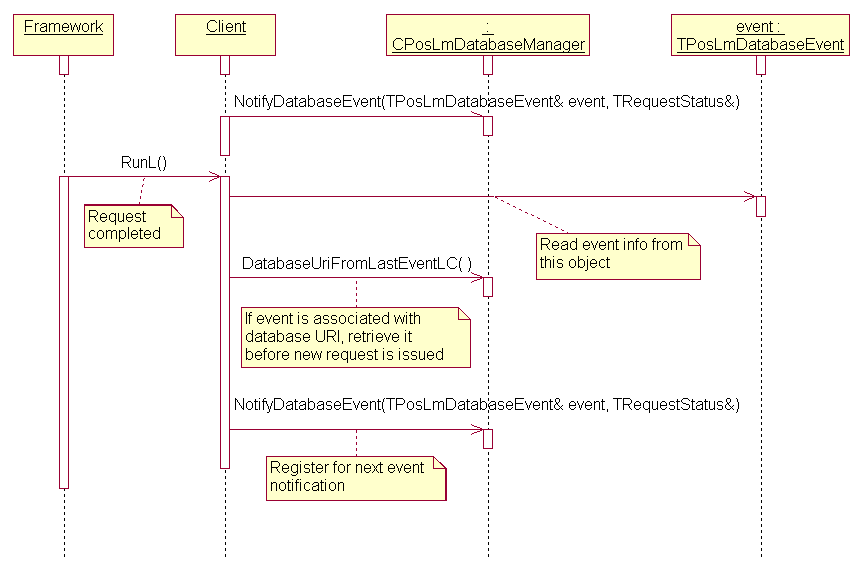 Framework
Client
:
CPosLmDatabaseManager
event :
TPosLmDatabaseEvent
NotifyDatabaseEvent(TPosLmDatabaseEvent& event, TRequestStatus&)
RunL()
Request
completed
Read event info from
this object
DatabaseUriFromLastEventLC( )
If event is associated with
database URI, retrieve it
before new request is issued
NotifyDatabaseEvent(TPosLmDatabaseEvent& event, TRequestStatus&)
Register for next event
notification